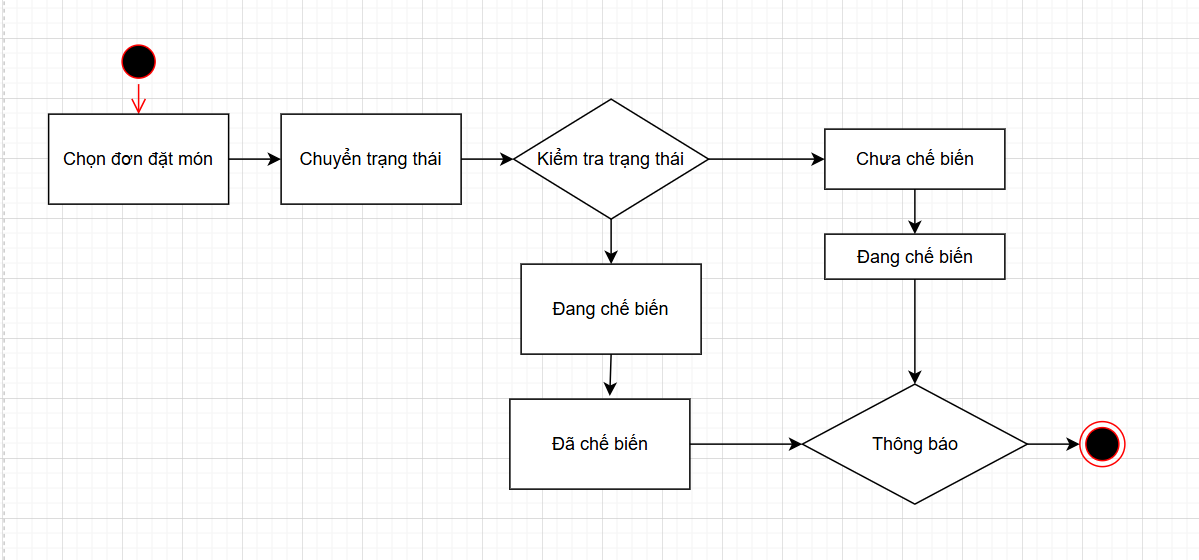 Chọn đơn đặt món
Chuyển trạng thái
Kiểm tra trạng thái
Chưa chế biến
Đang chế biến
Đang chế biến
Đã chế biến
Thông báo